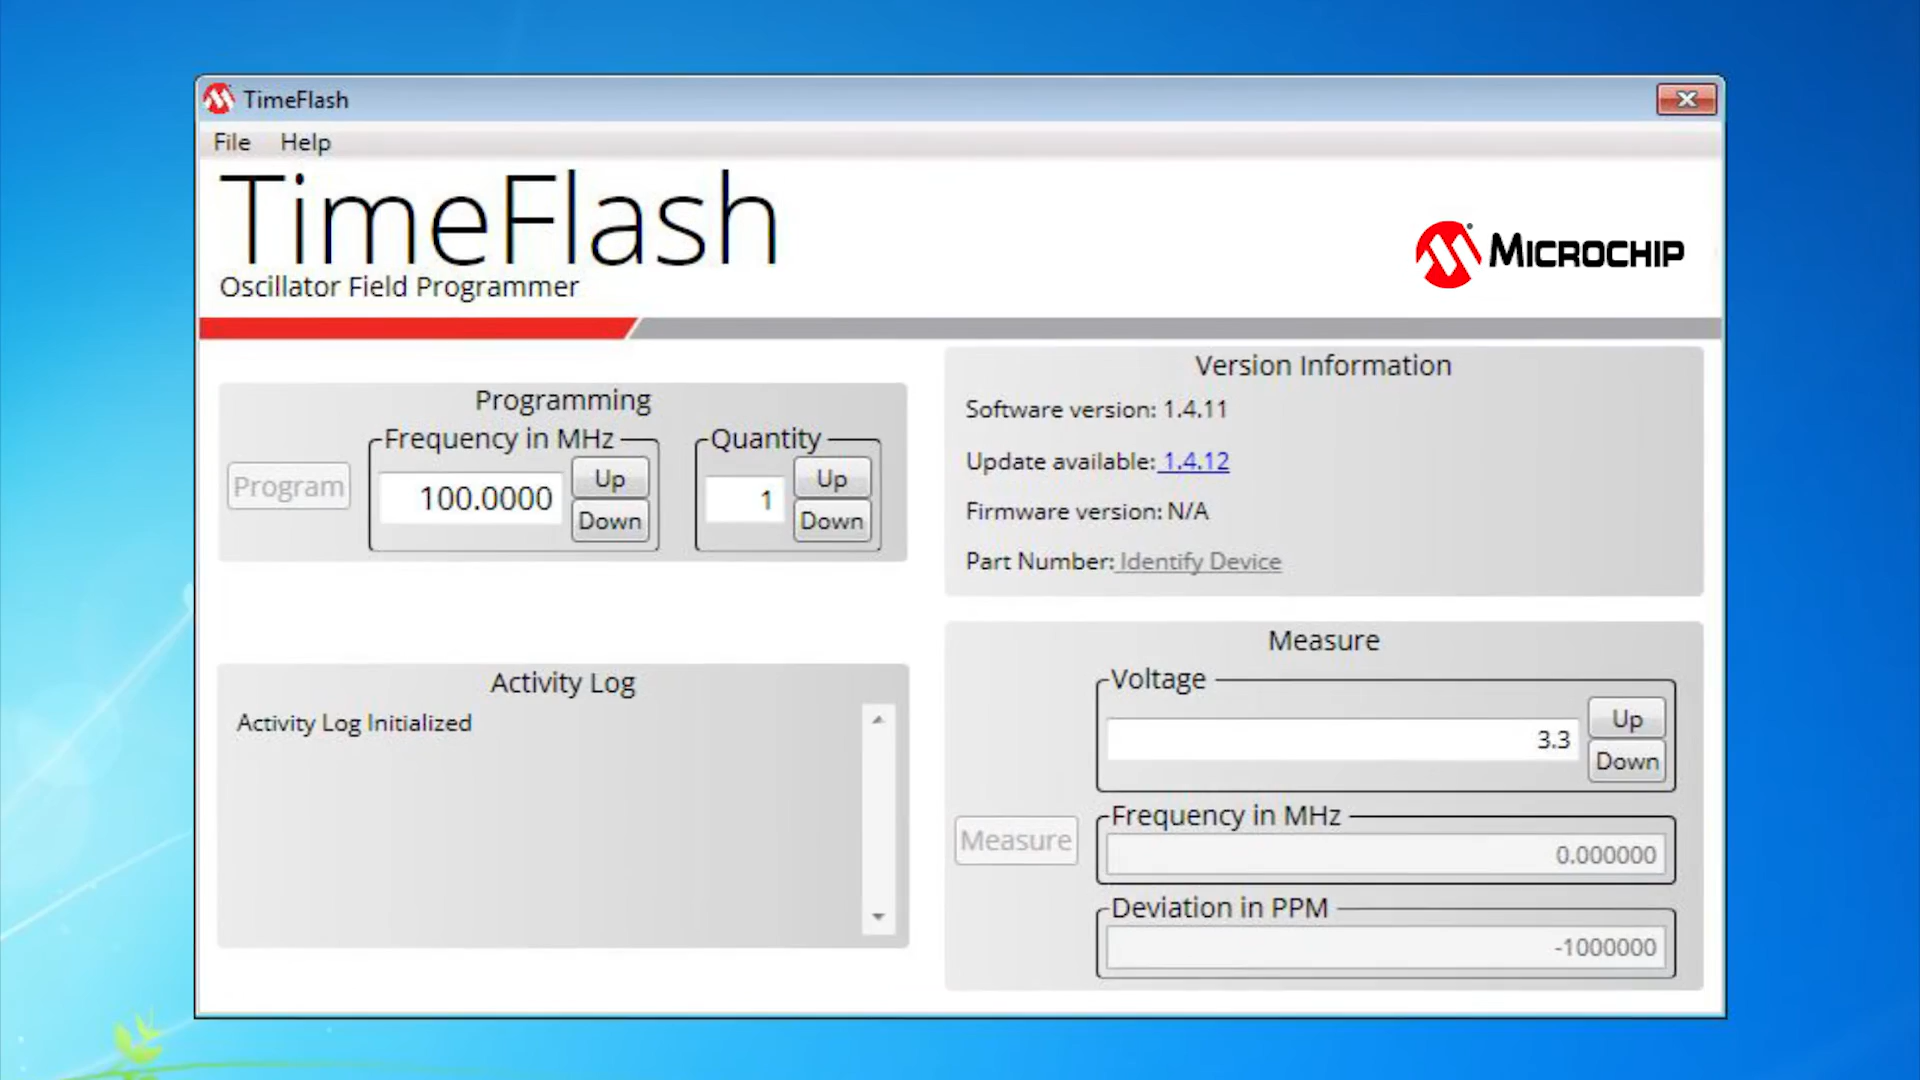 TimeFlash
File Help
TimeFlash
Oscillator Field Programmer
MICROCHIP
Programming
Program
Frequency in MHz
100.0000
Up
Down
Quantity
1
Up
Down
Version Information
Software version: 1.4.11
Update available: 1.4.12
Firmware version: N/A
Part Number: Identify Device
Activity Log
Activity Log Initialized
Measure
Voltage
3.3
Up
Down
Measure
Frequency in MHz
0.000000
Deviation in PPM
-1000000